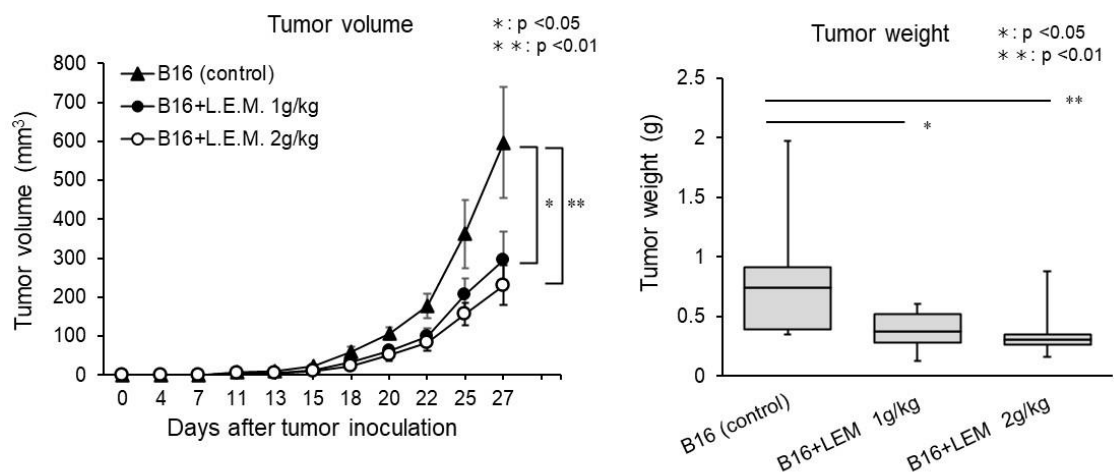 Tumor volume
∗: p <0.05
∗∗: p <0.01
B16 (control)
B16+L.E.M. 1g/kg
B16+L.E.M. 2g/kg
Tumor volume (mm³)
800
700
600
500
400
300
200
100
0
0 4 7 11 13 15 18 20 22 25 27
Days after tumor inoculation
*
**
Tumor weight
∗: p <0.05
∗∗: p <0.01
Tumor weight (g)
2.5
2
1.5
1
0.5
0
**
*
B16 (control)
B16+LEM 1g/kg
B16+LEM 2g/kg